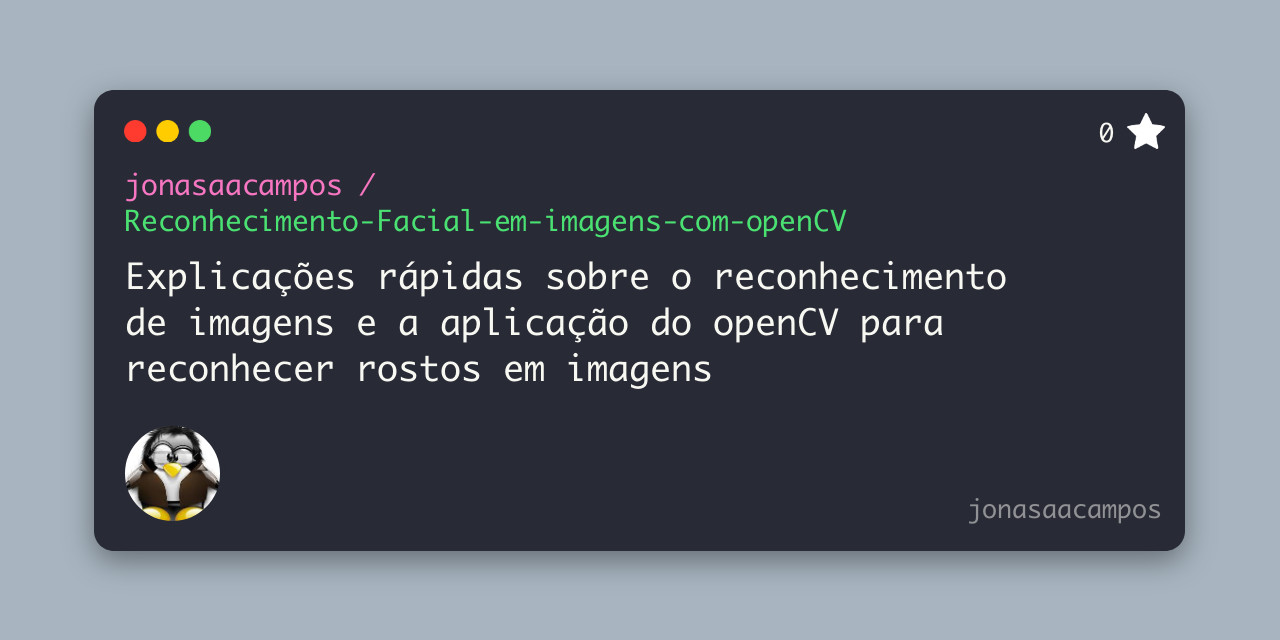 0
jonasaacampos /
Reconhecimento-Facial-em-imagens-com-openCV
Explicações rápidas sobre o reconhecimento
de imagens e a aplicação do openCV para
reconhecer rostos em imagens
jonasaacampos